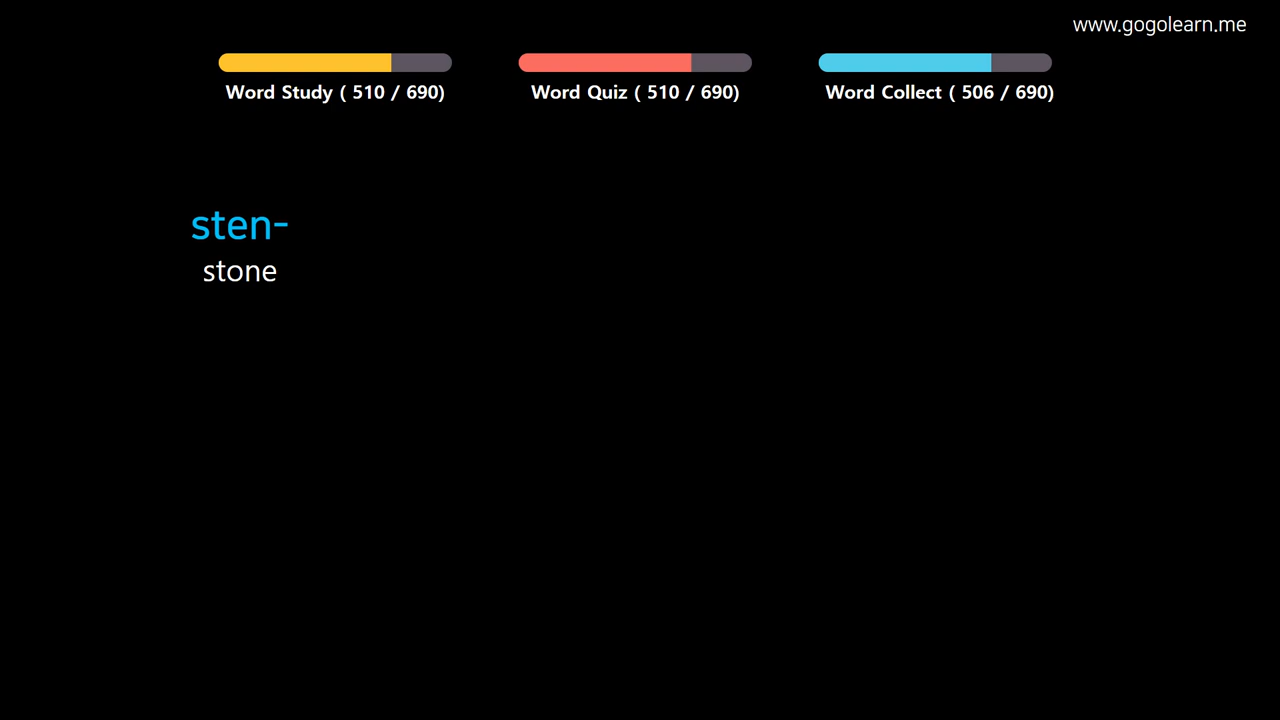 www.gogolearn.me
Word Study ( 510 / 690)
Word Quiz ( 510 / 690)
Word Collect ( 506 / 690)
sten-
stone